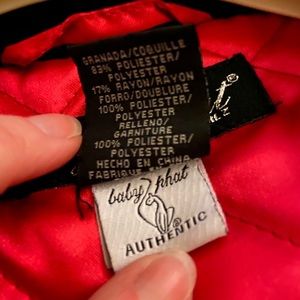 GRANADA/COQUILLE
83% POLIESTER/
POLYESTER
17% RAYON/RAYON
FORRO/DOUBLURE
100% POLIESTER/
POLYESTER
RELLENO/
GARNITURE
100% POLIESTER/
POLYESTER
HECHO EN CHINA
baby phat
®
AUTHENTIC